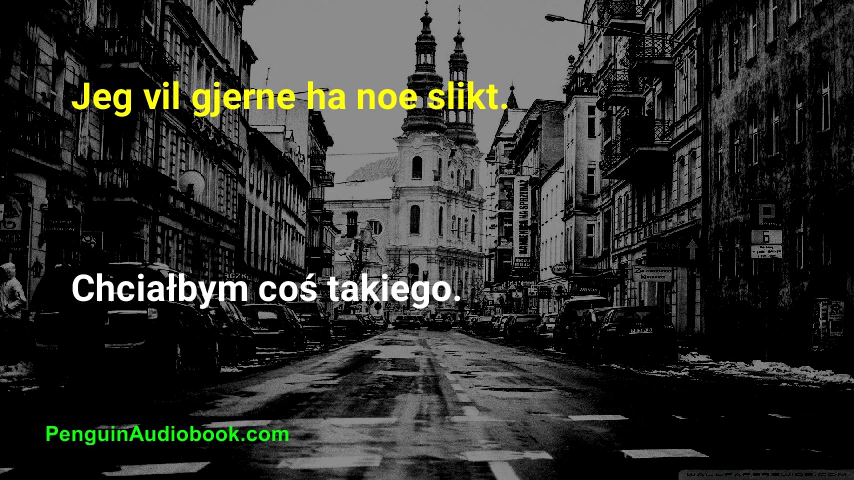 Jeg vil gjerne ha noe slikt.
Chciałbym coś takiego.
PenguinAudiobook.com